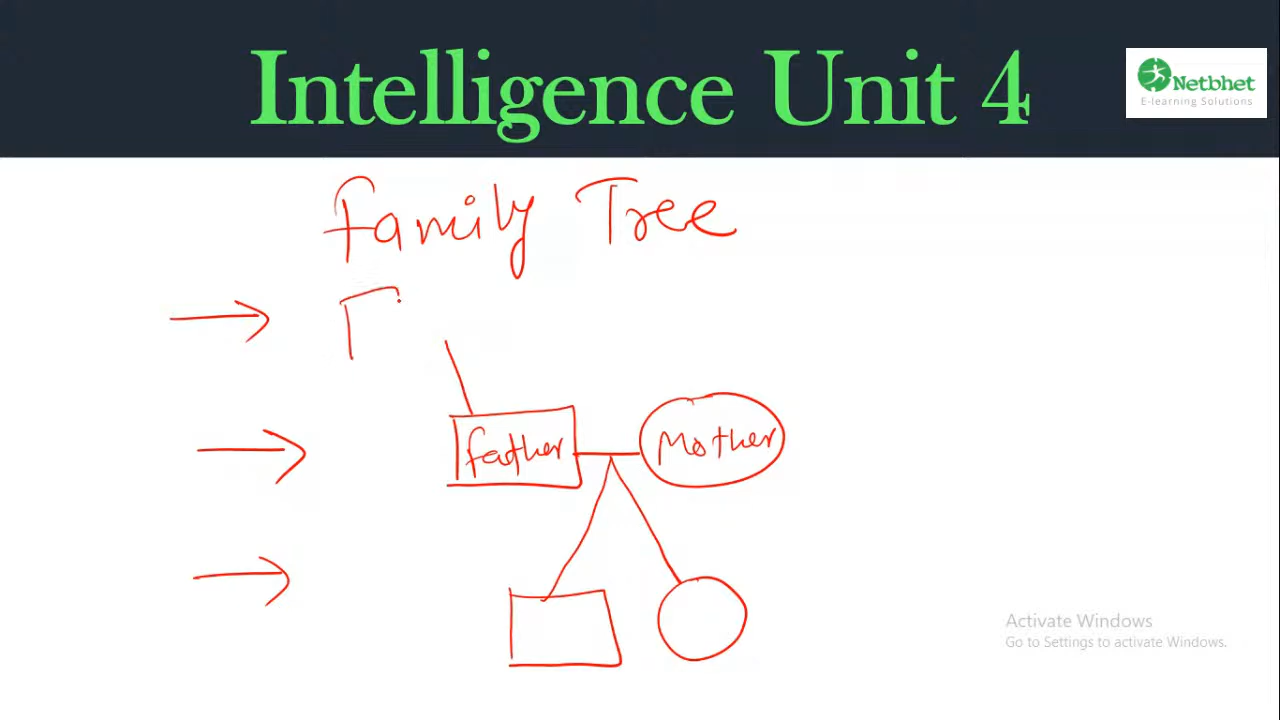 Intelligence Unit 4
Netbhet
E-learning Solutions
Family Tree
father
Mother
Activate Windows
Go to Settings to activate Windows.